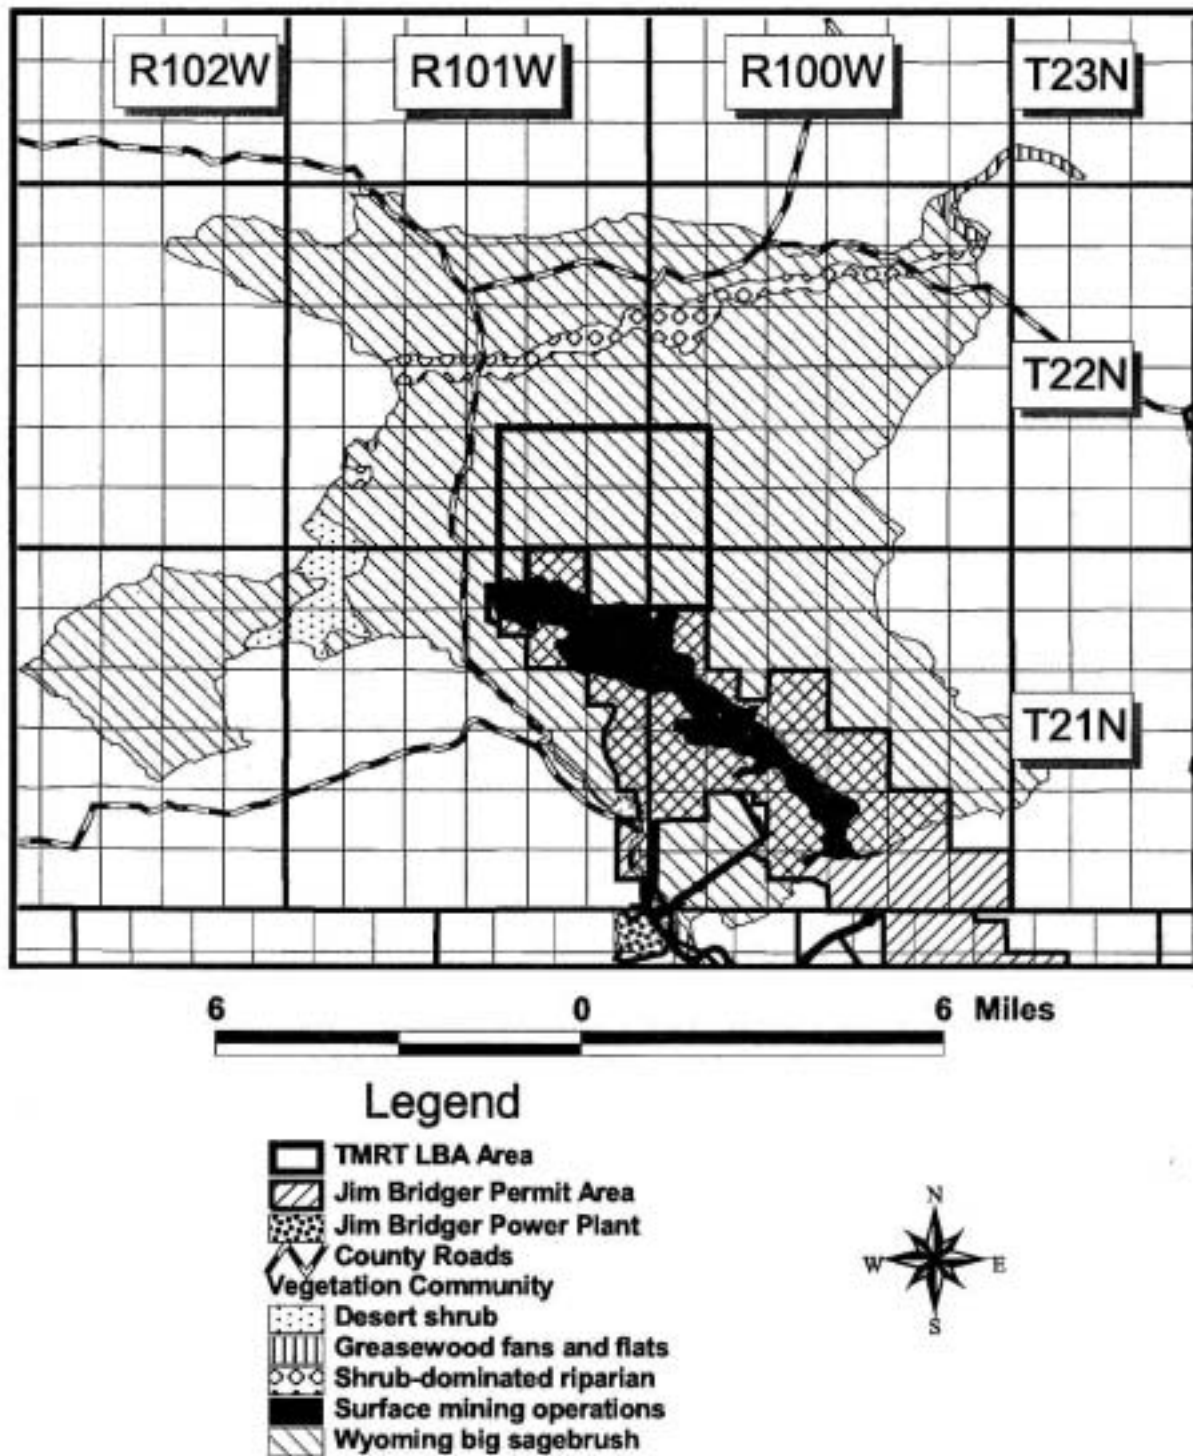 R102W R101W R100W T23N
T22N
T21N
6 0 6 Miles
Legend
TMRT LBA Area
Jim Bridger Permit Area
Jim Bridger Power Plant
County Roads
Vegetation Community
Desert shrub
Greasewood fans and flats
Shrub-dominated riparian
Surface mining operations
Wyoming big sagebrush
N
W E
S